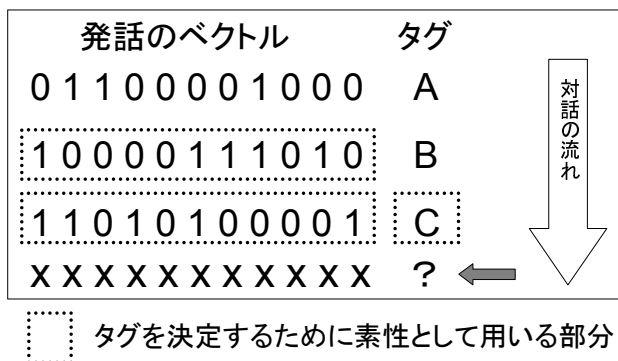 発話のベクトル タグ
0 1 1 0 0 0 0 1 0 0 0 A
1 0 0 0 0 1 1 1 0 1 0 B
1 1 0 1 0 1 0 0 0 0 1 C
x x x x x x x x x x x ?
対話の流れ
タグを決定するために素性として用いる部分